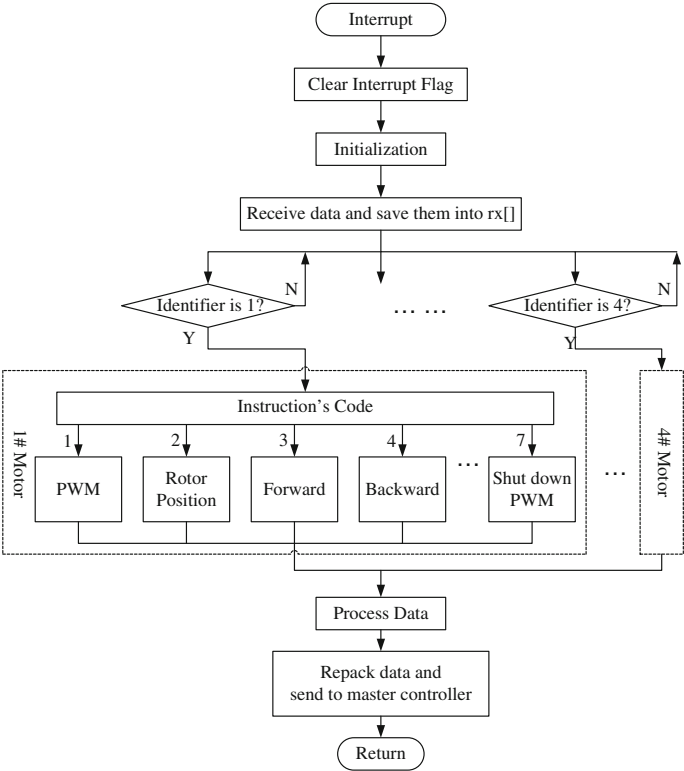 Interrupt
Clear Interrupt Flag
Initialization
Receive data and save them into rx[]
Identifier is 1?
N
... ...
Identifier is 4?
N
Y
Y
1# Motor
Instruction's Code
1
2
3
4
7
PWM
Rotor
Position
Forward
Backward
...
Shut down
PWM
...
4# Motor
Process Data
Repack data and
send to master controller
Return